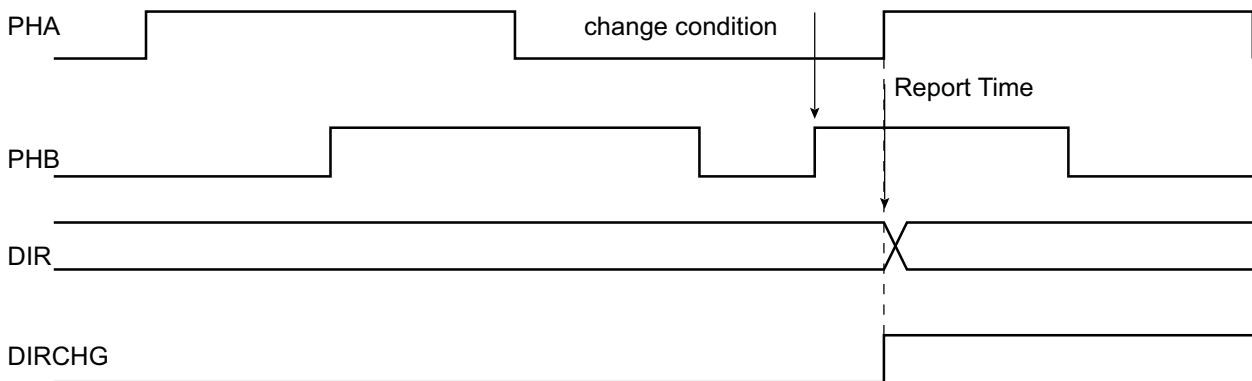 PHA
change condition
Report Time
PHB
DIR
DIRCHG